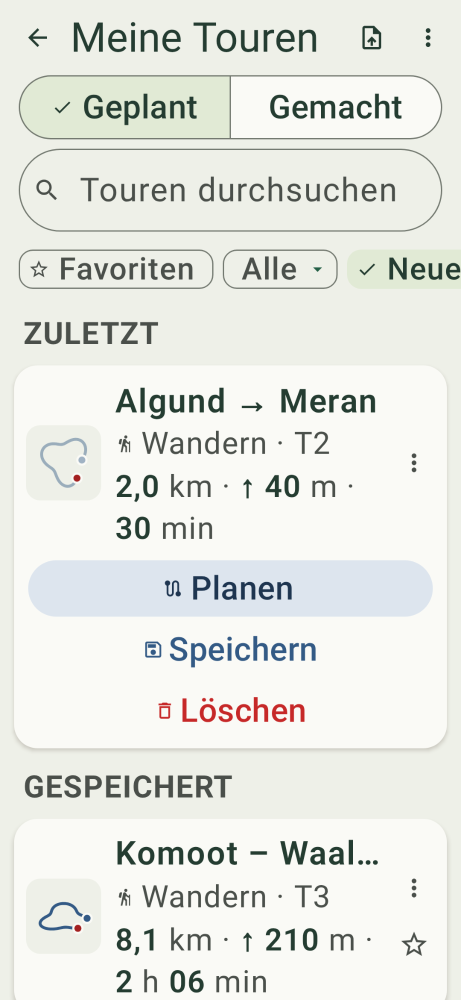 Meine Touren
Geplant
Gemacht
Touren durchsuchen
Favoriten
Alle
Neue
ZULETZT
Algund → Meran
Wandern · T2
2,0 km · ↑ 40 m ·
30 min
Planen
Speichern
Löschen
GESPEICHERT
Komoot – Waal…
Wandern · T3
8,1 km · ↑ 210 m ·
2 h 06 min